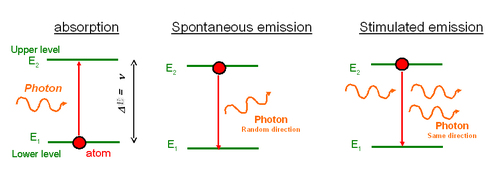 absorption
Spontaneous emission
Stimulated emission
Upper level
E2
E2
E2
Photon
ΔE = ν
Photon
Random direction
Photon
Same direction
E1
E1
E1
Lower level
atom